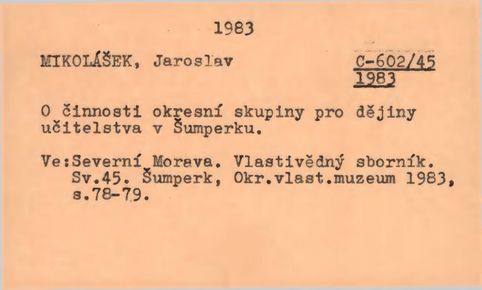 1983
MIKOLÁŠEK, Jaroslav
C-602/45
1983
O činnosti okresní skupiny pro dějiny
učitelstva v Šumperku.
Ve:Severní Morava. Vlastivědný sborník.
Sv.45. Šumperk, Okr.vlast.muzeum 1983,
s.78-79.